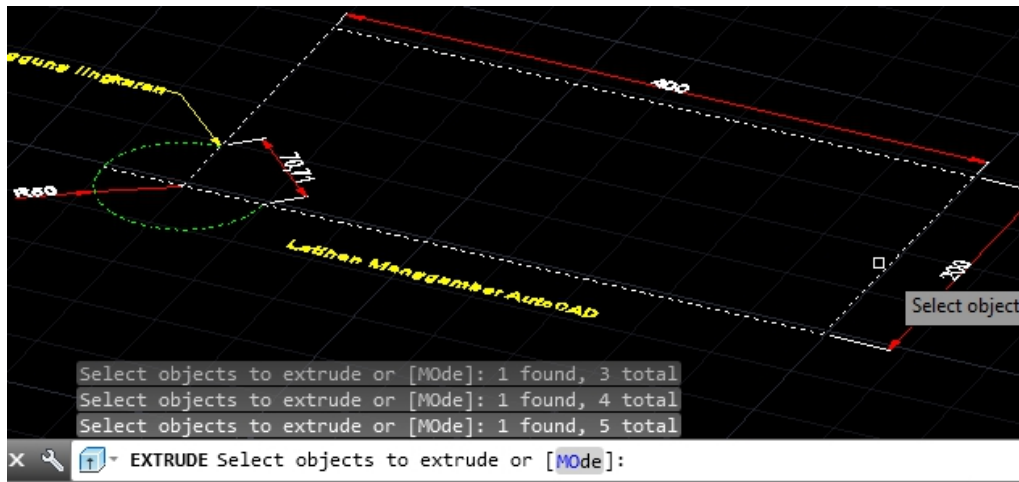 ggung lingkaran
400
70,71
R50
200
Latihan Menggambar AutoCAD
Select object
Select objects to extrude or [MOde]: 1 found, 3 total
Select objects to extrude or [MOde]: 1 found, 4 total
Select objects to extrude or [MOde]: 1 found, 5 total
EXTRUDE Select objects to extrude or [MOde]: